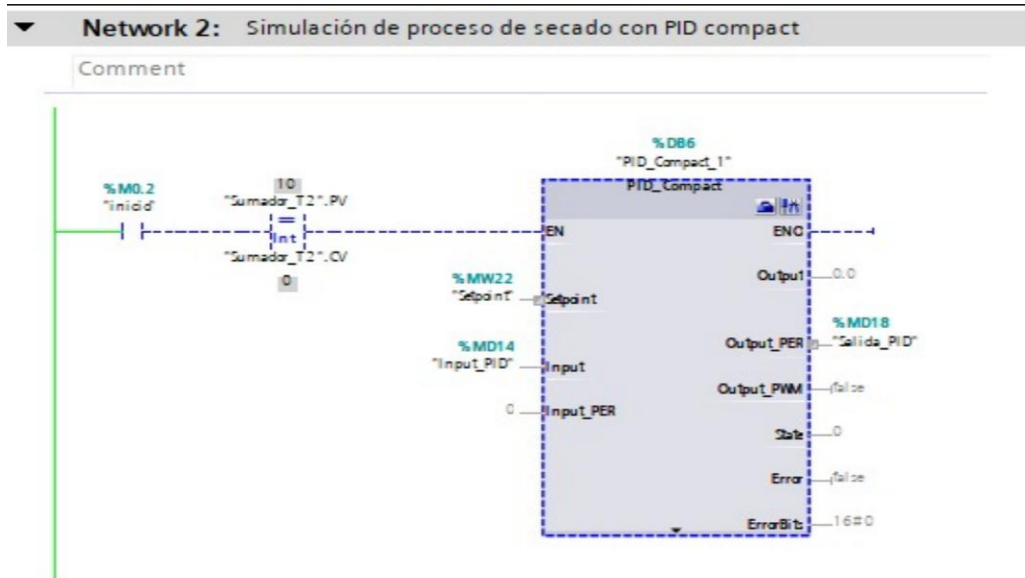 Network 2: Simulación de proceso de secado con PID compact
Comment
%DB6
"PID_Compact_1"
PID_Compact
%M0.2
"inicio"
10
"Sumador_T2".PV
=
Int
"Sumador_T2".CV
0
EN
ENO
%MW22
"Setpoint"
Setpoint
Output
0.0
%MD14
"Input_PID"
Input
Output_PER
%MD18
"Salida_PID"
0
Input_PER
Output_PWM
false
State
0
Error
false
ErrorBits
16#0